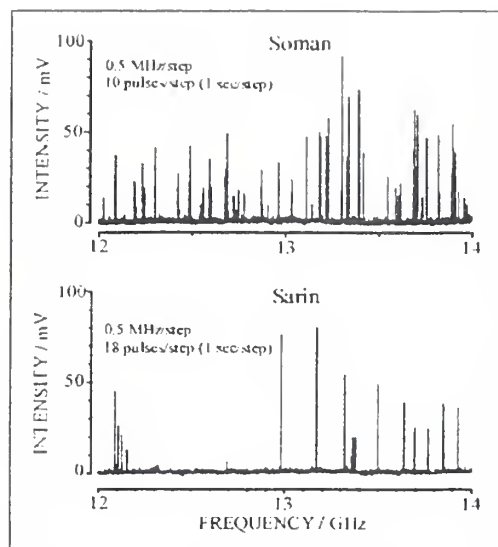 Soman
0.5 MHz/step
10 pulses/step (1 sec/step)
INTENSITY / mV
100
50
0
12
13
14
Sarin
0.5 MHz/step
18 pulses/step (1 sec/step)
INTENSITY / mV
100
50
0
12
13
14
FREQUENCY / GHz